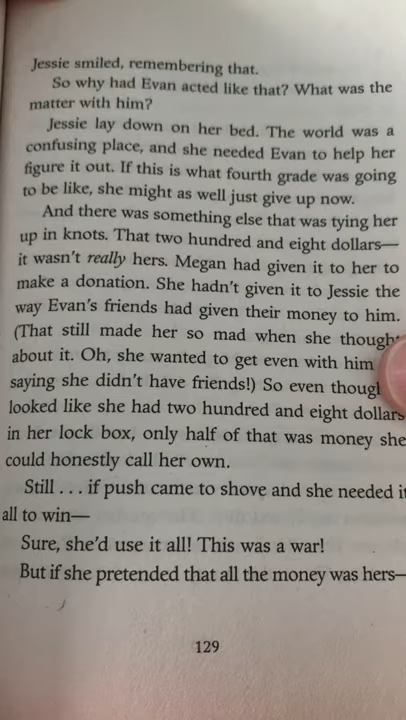 Jessie smiled, remembering that.
So why had Evan acted like that? What was the
matter with him?
Jessie lay down on her bed. The world was a
confusing place, and she needed Evan to help her
figure it out. If this is what fourth grade was going
to be like, she might as well just give up now.
And there was something else that was tying her
up in knots. That two hundred and eight dollars—
it wasn't really hers. Megan had given it to her to
make a donation. She hadn't given it to Jessie the
way Evan's friends had given their money to him.
(That still made her so mad when she though
about it. Oh, she wanted to get even with him
saying she didn't have friends!) So even though
looked like she had two hundred and eight dollars
in her lock box, only half of that was money she
could honestly call her own.
Still . . . if push came to shove and she needed it
all to win—
Sure, she'd use it all! This was a war!
But if she pretended that all the money was hers—
129